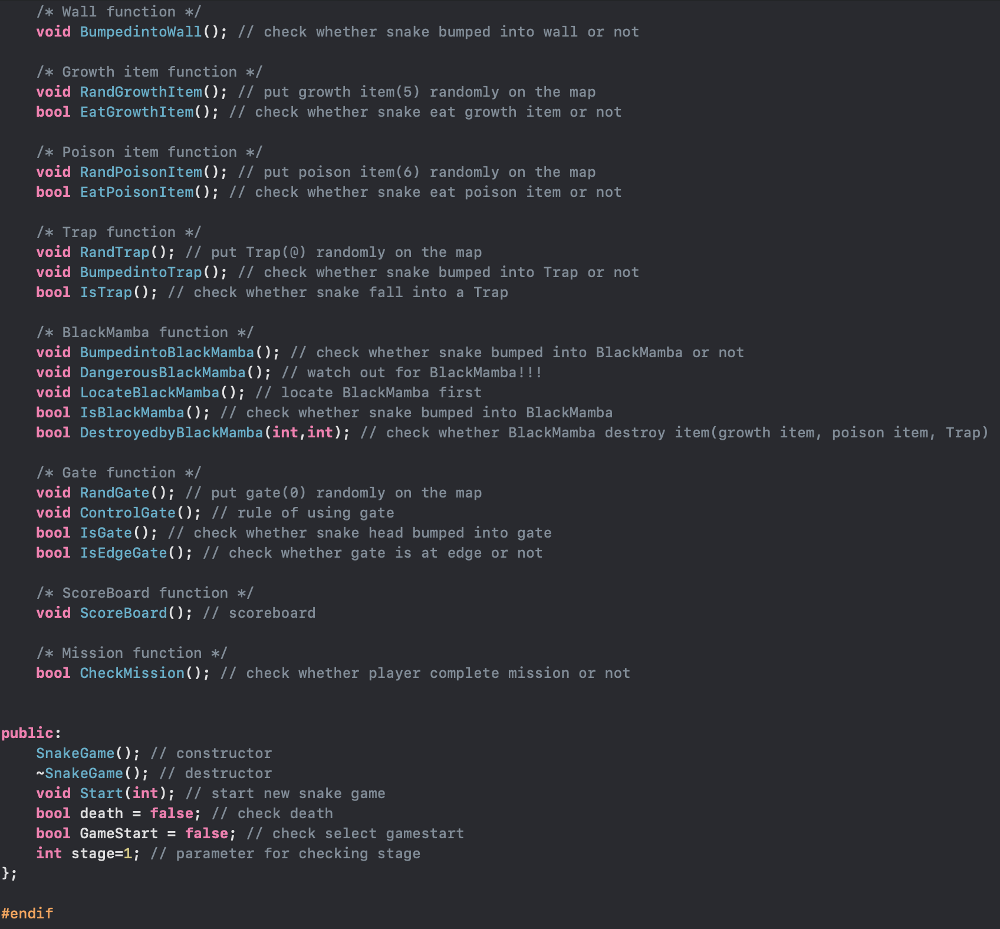 /* Wall function */
void BumpedintoWall(); // check whether snake bumped into wall or not
/* Growth item function */
void RandGrowthItem(); // put growth item(5) randomly on the map
bool EatGrowthItem(); // check whether snake eat growth item or not
/* Poison item function */
void RandPoisonItem(); // put poison item(6) randomly on the map
bool EatPoisonItem(); // check whether snake eat poison item or not
/* Trap function */
void RandTrap(); // put Trap(@) randomly on the map
void BumpedintoTrap(); // check whether snake bumped into Trap or not
bool IsTrap(); // check whether snake fall into a Trap
/* BlackMamba function */
void BumpedintoBlackMamba(); // check whether snake bumped into BlackMamba or not
void DangerousBlackMamba(); // watch out for BlackMamba!!!
void LocateBlackMamba(); // locate BlackMamba first
bool IsBlackMamba(); // check whether snake bumped into BlackMamba
bool DestroyedbyBlackMamba(int,int); // check whether BlackMamba destroy item(growth item, poison item, Trap)
/* Gate function */
void RandGate(); // put gate(0) randomly on the map
void ControlGate(); // rule of using gate
bool IsGate(); // check whether snake head bumped into gate
bool IsEdgeGate(); // check whether gate is at edge or not
/* ScoreBoard function */
void ScoreBoard(); // scoreboard
/* Mission function */
bool CheckMission(); // check whether player complete mission or not
public:
SnakeGame(); // constructor
~SnakeGame(); // destructor
void Start(int); // start new snake game
bool death = false; // check death
bool GameStart = false; // check select gamestart
int stage=1; // parameter for checking stage
};
#endif